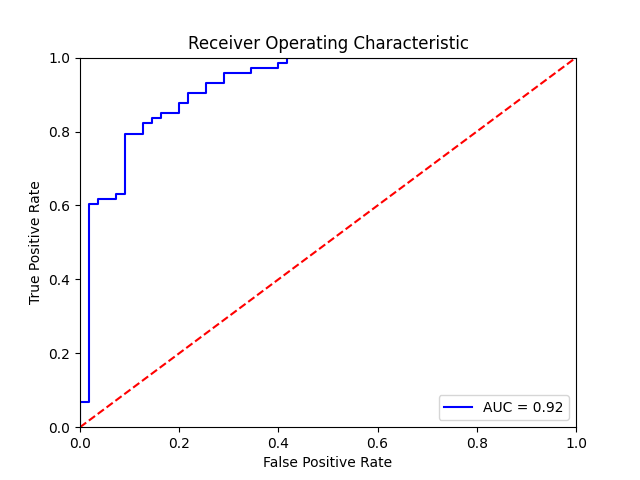 Receiver Operating Characteristic
True Positive Rate
1.0
0.8
0.6
0.4
0.2
0.0
0.0 0.2 0.4 0.6 0.8 1.0
False Positive Rate
AUC = 0.92